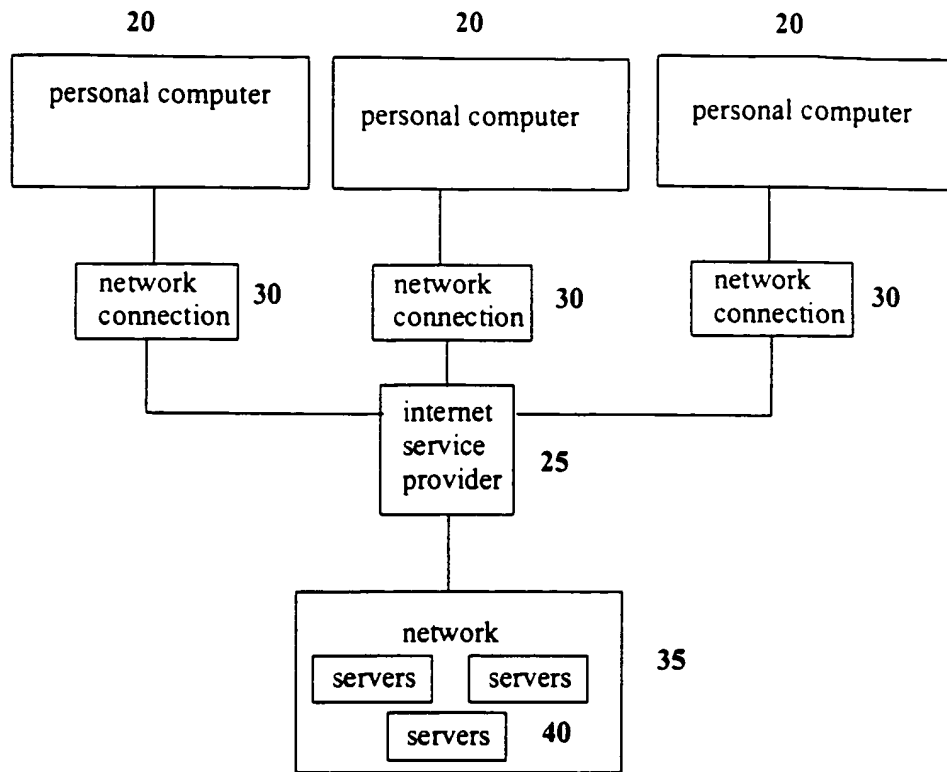 20 20 20
personal computer
personal computer
personal computer
network
connection
30
network
connection
30
network
connection
30
internet
service
provider
25
network
35
servers
servers
servers
40